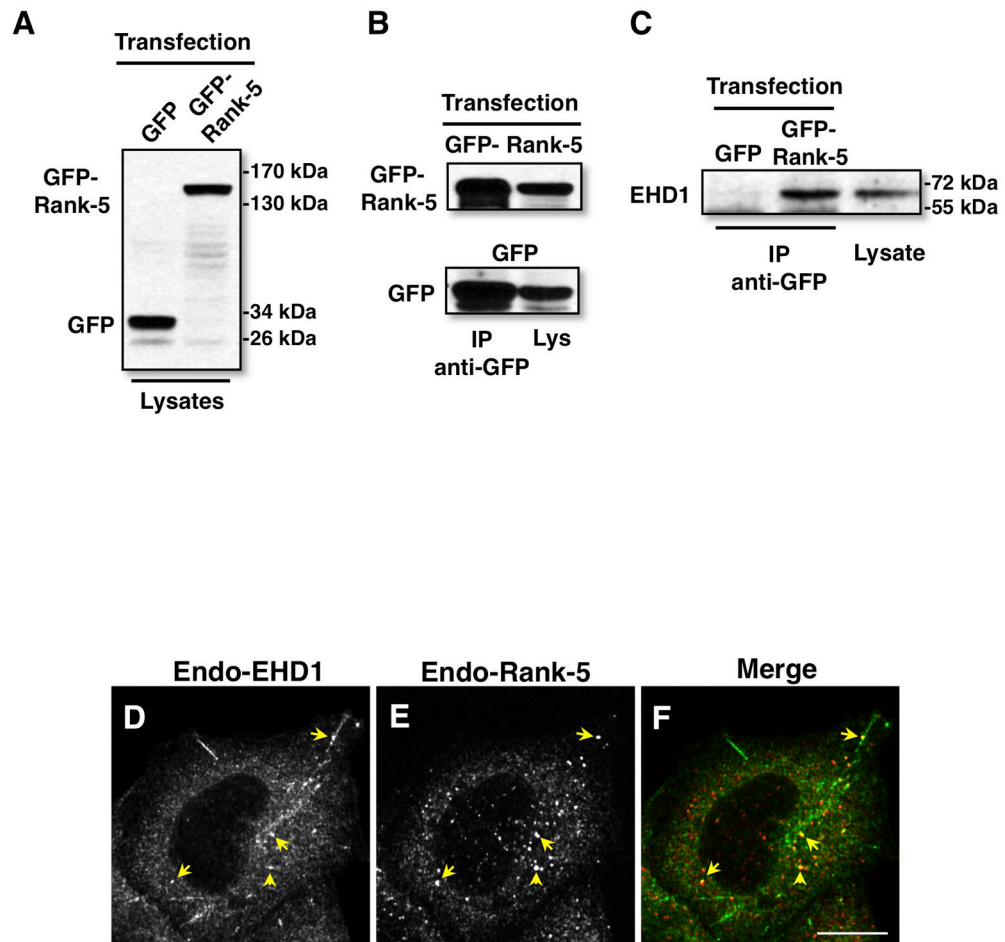 A
Transfection
GFP
GFP-
Rank-5
GFP-
Rank-5
-170 kDa
-130 kDa
GFP
-34 kDa
-26 kDa
Lysates
B
Transfection
GFP- Rank-5
GFP-
Rank-5
GFP
GFP
IP
anti-GFP
Lys
C
Transfection
GFP
GFP-
Rank-5
EHD1
-72 kDa
-55 kDa
IP
anti-GFP
Lysate
Endo-EHD1
Endo-Rank-5
Merge
D
E
F